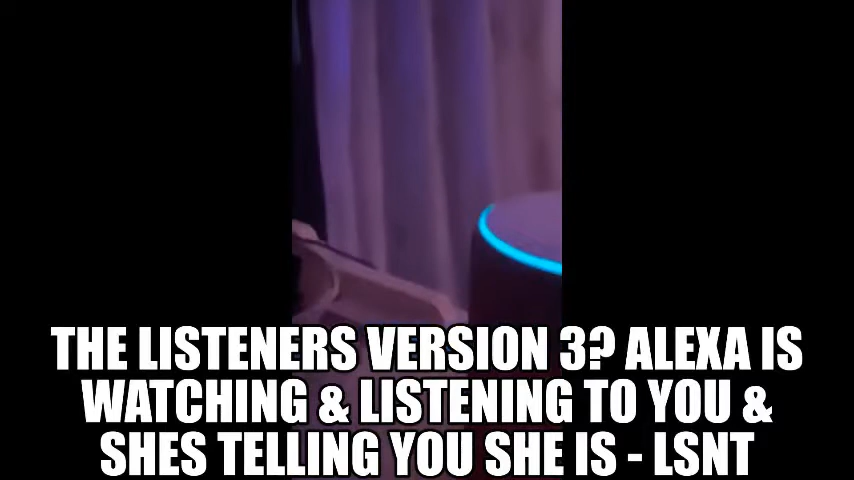 THE LISTENERS VERSION 3? ALEXA IS
WATCHING & LISTENING TO YOU &
SHES TELLING YOU SHE IS - LSNT